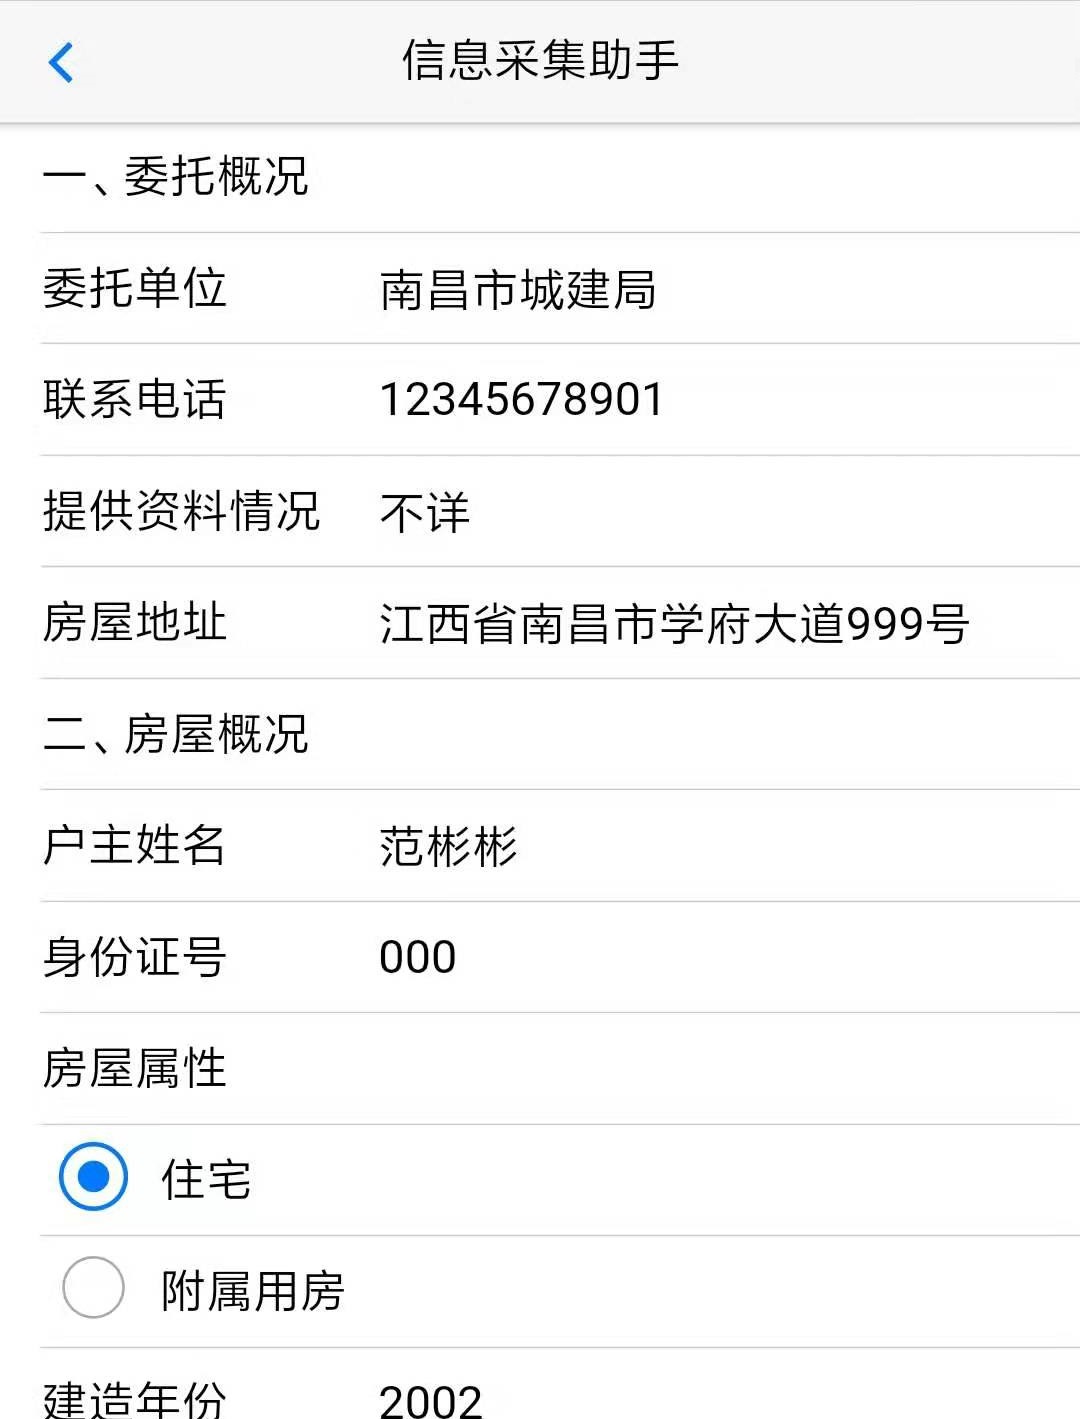 信息采集助手
一、委托概况
委托单位 南昌市城建局
联系电话 12345678901
提供资料情况 不详
房屋地址 江西省南昌市学府大道999号
二、房屋概况
户主姓名 范彬彬
身份证号 000
房屋属性
住宅
附属用房
建造年份 2002